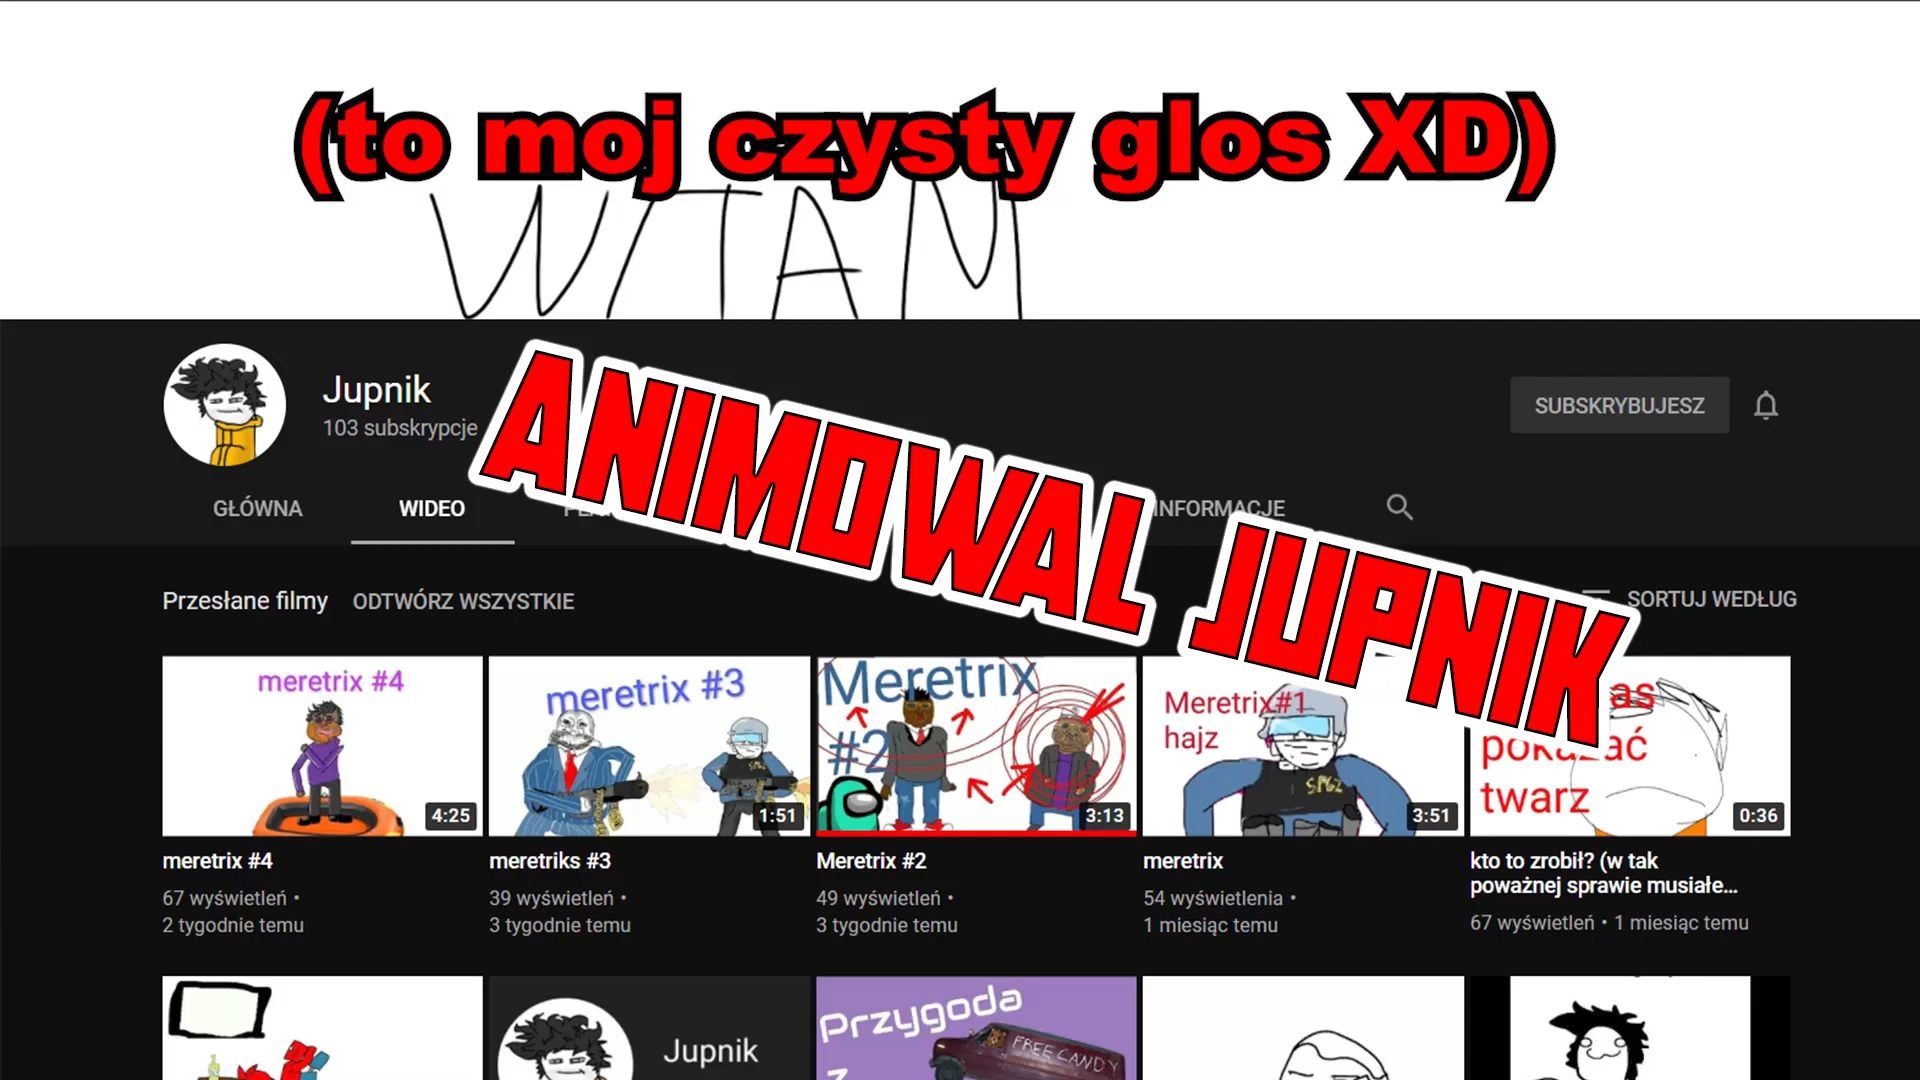 (to moj czysty glos XD)
WITAM
Jupnik
103 subskrypcje
SUBSKRYBUJESZ
ANIMOWAL JUPNIK
GŁÓWNA
WIDEO
INFORMACJE
Przesłane filmy
ODTWÓRZ WSZYSTKIE
SORTUJ WEDŁUG
meretrix #4
4:25
meretrix #3
1:51
Meretrix
#2
3:13
Meretrix#1
hajz
3:51
pokazać
twarz
0:36
meretrix #4
67 wyświetleń •
2 tygodnie temu
meretriks #3
39 wyświetleń •
3 tygodnie temu
Meretrix #2
49 wyświetleń •
3 tygodnie temu
meretrix
54 wyświetlenia •
1 miesiąc temu
kto to zrobił? (w tak
poważnej sprawie musiałe...
67 wyświetleń • 1 miesiąc temu
Jupnik
Przygoda
z
FREE CANDY